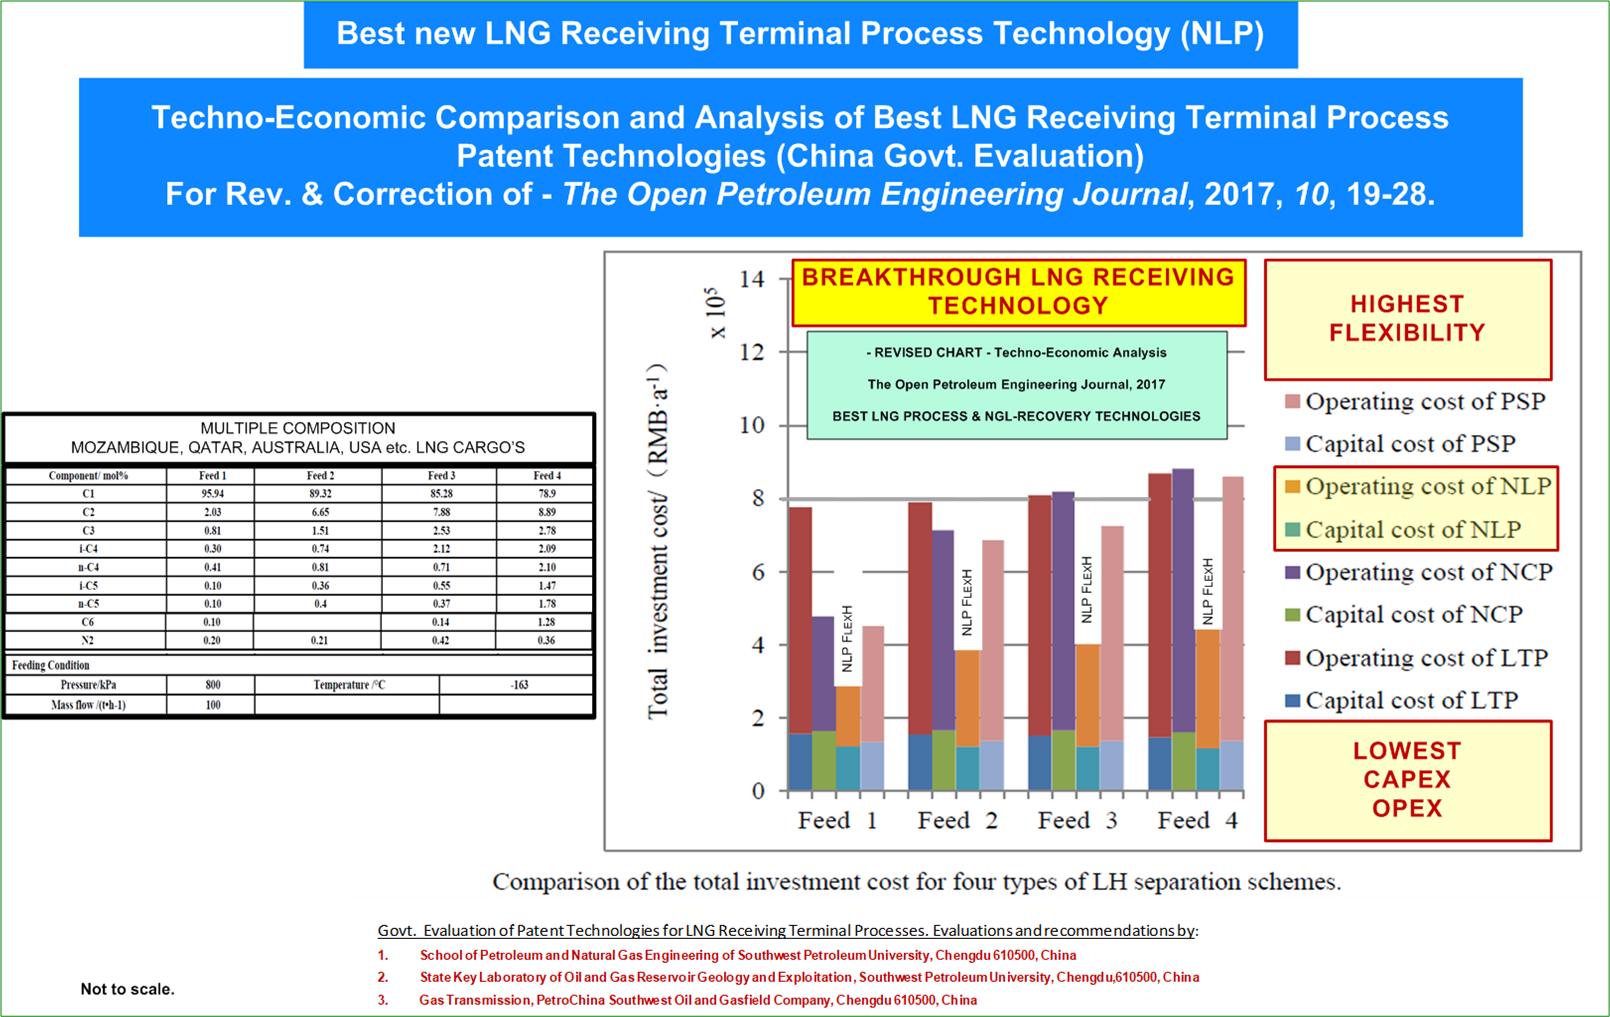 Best new LNG Receiving Terminal Process Technology (NLP)
Techno-Economic Comparison and Analysis of Best LNG Receiving Terminal Process
Patent Technologies (China Govt. Evaluation)
For Rev. & Correction of - The Open Petroleum Engineering Journal, 2017, 10, 19-28.
MULTIPLE COMPOSITION
MOZAMBIQUE, QATAR, AUSTRALIA, USA etc. LNG CARGO'S
Component/ mol% Feed 1 Feed 2 Feed 3 Feed 4
C1 95.94 89.32 85.28 78.9
C2 2.03 6.65 7.88 8.89
C3 0.81 1.51 2.53 2.78
i-C4 0.30 0.74 2.12 2.09
n-C4 0.41 0.81 0.71 2.10
i-C5 0.10 0.36 0.55 1.47
n-C5 0.10 0.4 0.37 1.78
C6 0.10 0.14 1.28
N2 0.20 0.21 0.42 0.36
Feeding Condition
Pressure/kPa 800 Temperature /°C -163
Mass flow /(t•h-1) 100
Total investment cost/（RMB·a⁻¹）
x 10⁵
14
12
10
8
6
4
2
0
BREAKTHROUGH LNG RECEIVING
TECHNOLOGY
- REVISED CHART - Techno-Economic Analysis
The Open Petroleum Engineering Journal, 2017
BEST LNG PROCESS & NGL-RECOVERY TECHNOLOGIES
NLP FLEXH
NLP FLEXH
NLP FLEXH
NLP FLEXH
Feed 1 Feed 2 Feed 3 Feed 4
HIGHEST
FLEXIBILITY
Operating cost of PSP
Capital cost of PSP
Operating cost of NLP
Capital cost of NLP
Operating cost of NCP
Capital cost of NCP
Operating cost of LTP
Capital cost of LTP
LOWEST
CAPEX
OPEX
Comparison of the total investment cost for four types of LH separation schemes.
Govt. Evaluation of Patent Technologies for LNG Receiving Terminal Processes. Evaluations and recommendations by:
1. School of Petroleum and Natural Gas Engineering of Southwest Petroleum University, Chengdu 610500, China
2. State Key Laboratory of Oil and Gas Reservoir Geology and Exploitation, Southwest Petroleum University, Chengdu,610500, China
3. Gas Transmission, PetroChina Southwest Oil and Gasfield Company, Chengdu 610500, China
Not to scale.